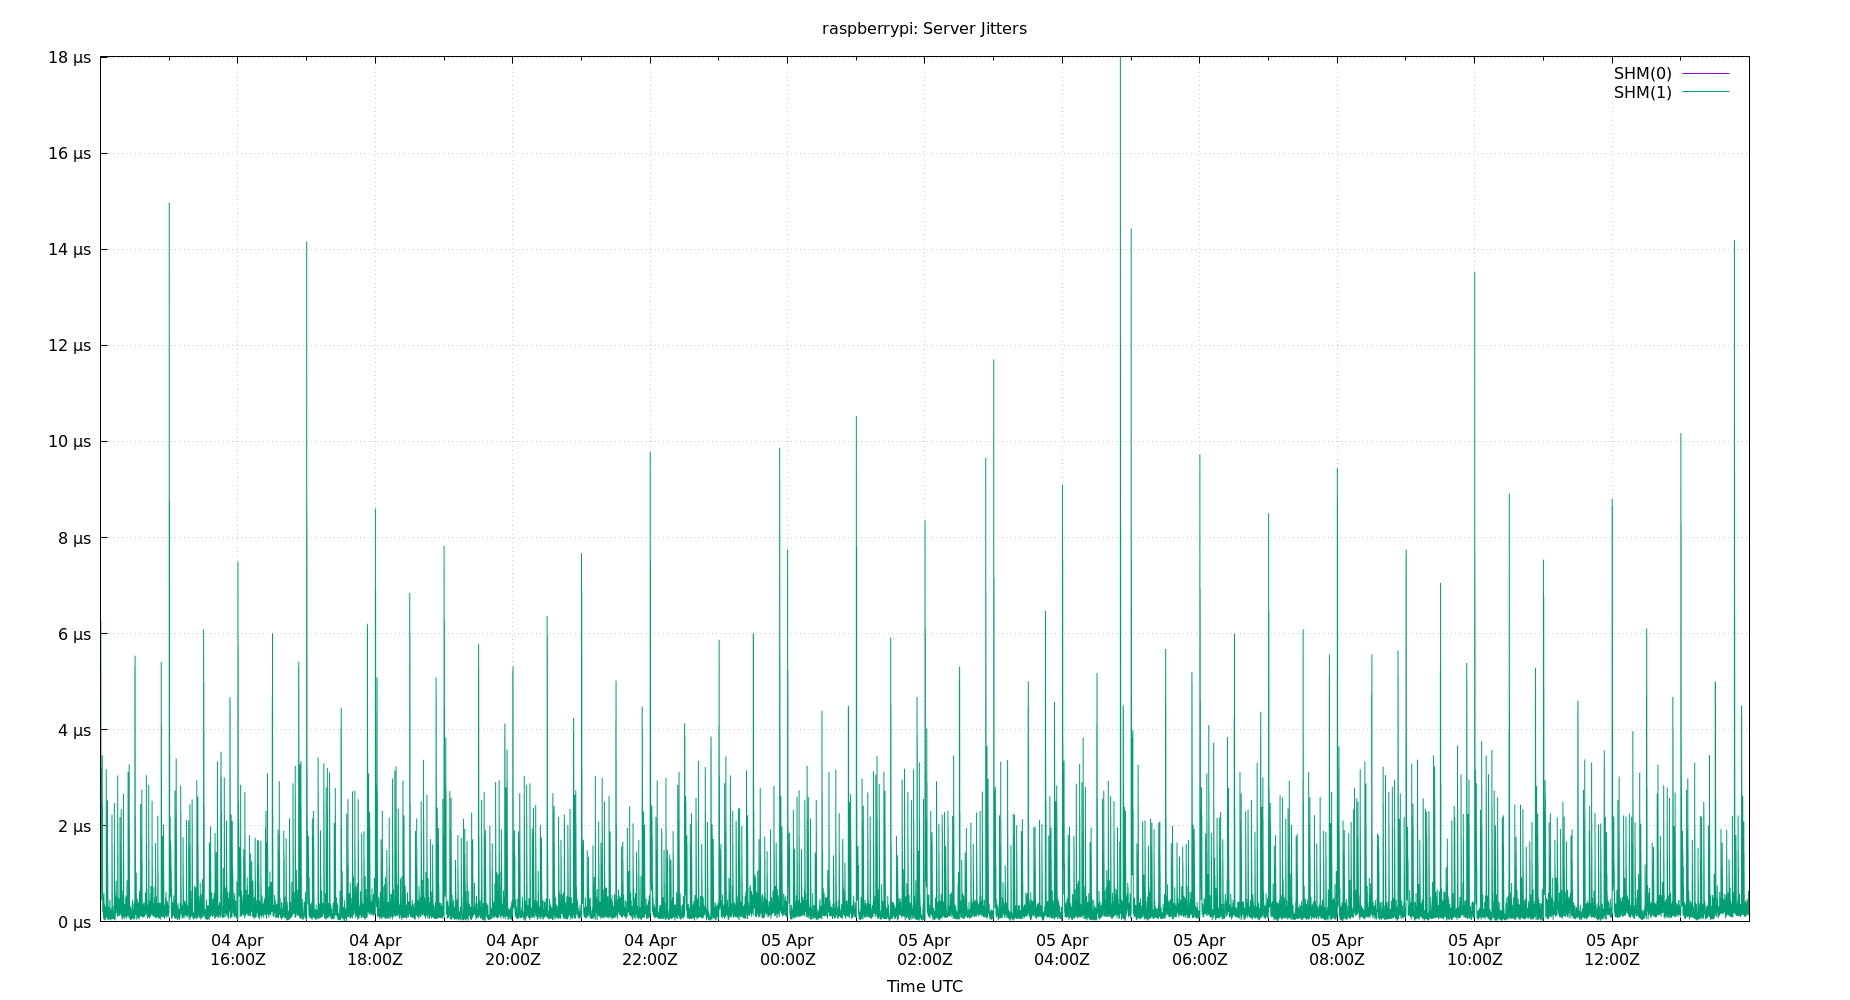 raspberrypi: Server Jitters
SHM(0)
SHM(1)
18 µs
16 µs
14 µs
12 µs
10 µs
8 µs
6 µs
4 µs
2 µs
0 µs
04 Apr 04 Apr 04 Apr 04 Apr 05 Apr 05 Apr 05 Apr 05 Apr 05 Apr 05 Apr 05 Apr
16:00Z 18:00Z 20:00Z 22:00Z 00:00Z 02:00Z 04:00Z 06:00Z 08:00Z 10:00Z 12:00Z
Time UTC